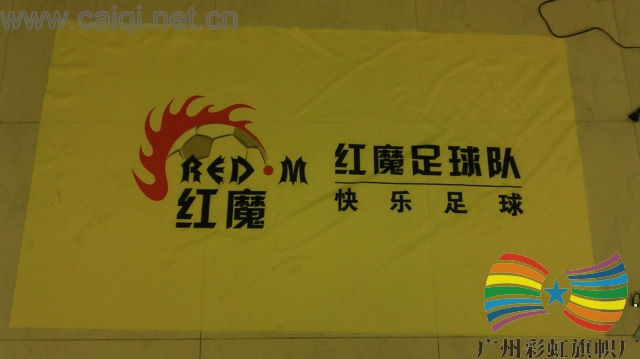 www.caiqi.net.cn
RED·M
红魔
红魔足球队
快乐足球
广州彩虹旗帜厂